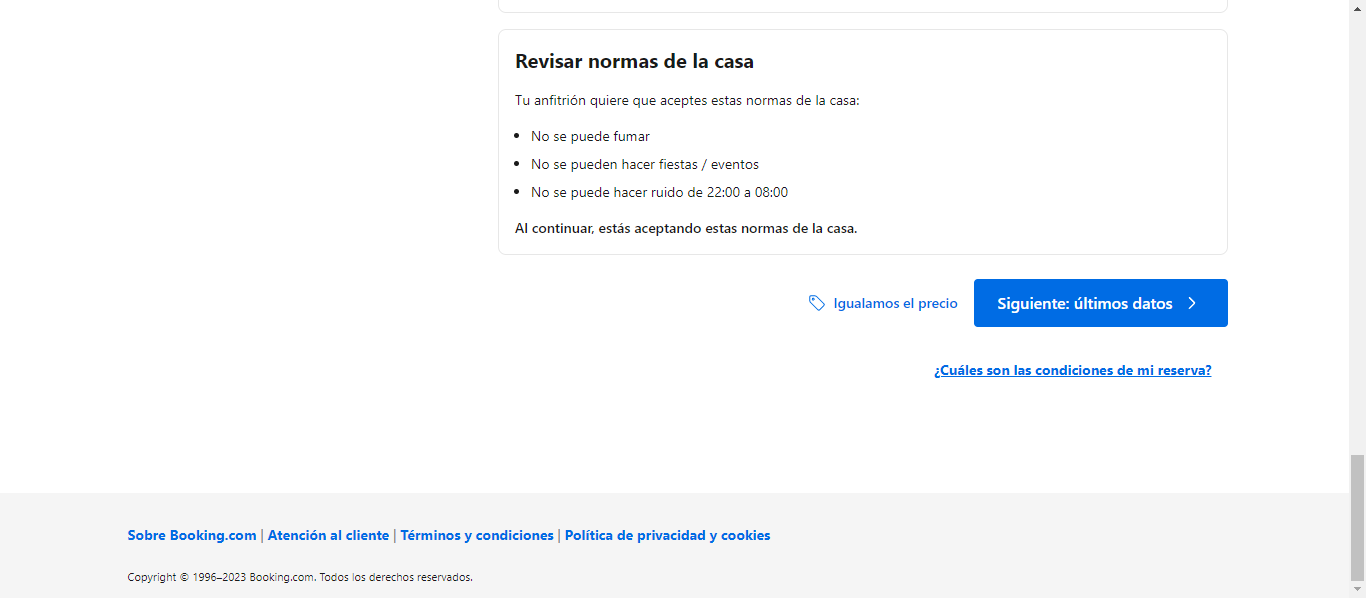 Revisar normas de la casa
Tu anfitrión quiere que aceptes estas normas de la casa:
No se puede fumar
No se pueden hacer fiestas / eventos
No se puede hacer ruido de 22:00 a 08:00
Al continuar, estás aceptando estas normas de la casa.
Igualamos el precio
Siguiente: últimos datos
¿Cuáles son las condiciones de mi reserva?
Sobre Booking.com | Atención al cliente | Términos y condiciones | Política de privacidad y cookies
Copyright © 1996–2023 Booking.com. Todos los derechos reservados.